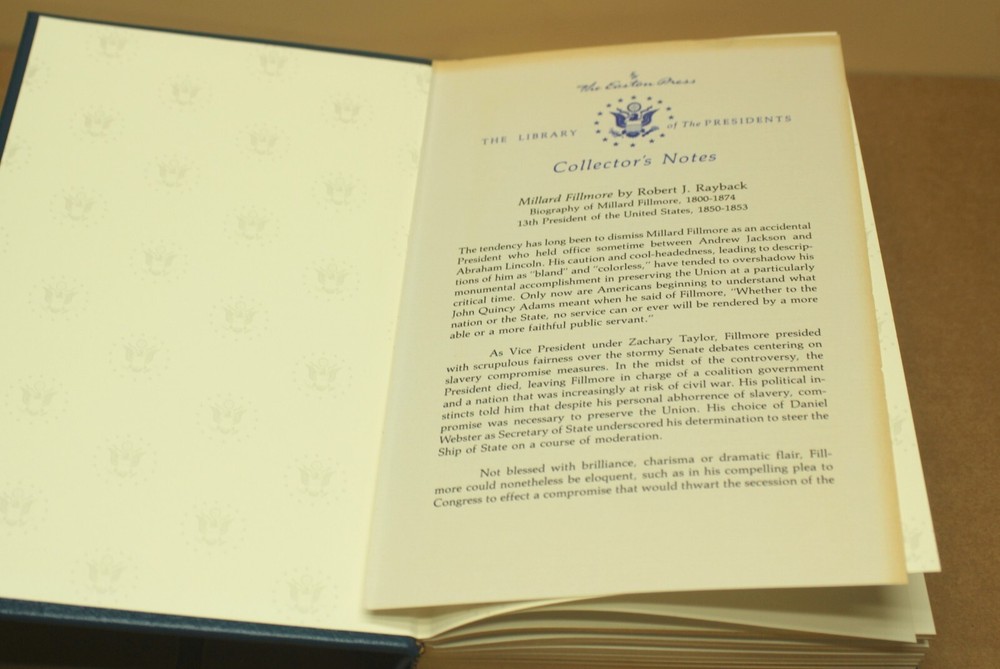 The Easton Press
THE LIBRARY of The PRESIDENTS
Collector's Notes
Millard Fillmore by Robert J. Rayback
Biography of Millard Fillmore, 1800-1874
13th President of the United States, 1850-1853
The tendency has long been to dismiss Millard Fillmore as an accidental
President who held office sometime between Andrew Jackson and
Abraham Lincoln. His caution and cool-headedness, leading to descrip-
tions of him as "bland" and "colorless," have tended to overshadow his
monumental accomplishment in preserving the Union at a particularly
critical time. Only now are Americans beginning to understand what
John Quincy Adams meant when he said of Fillmore, "Whether to the
nation or the State, no service can or ever will be rendered by a more
able or a more faithful public servant."
As Vice President under Zachary Taylor, Fillmore presided
with scrupulous fairness over the stormy Senate debates centering on
slavery compromise measures. In the midst of the controversy, the
President died, leaving Fillmore in charge of a coalition government
and a nation that was increasingly at risk of civil war. His political in-
stincts told him that despite his personal abhorrence of slavery, com-
promise was necessary to preserve the Union. His choice of Daniel
Webster as Secretary of State underscored his determination to steer the
Ship of State on a course of moderation.
Not blessed with brilliance, charisma or dramatic flair, Fill-
more could nonetheless be eloquent, such as in his compelling plea to
Congress to effect a compromise that would thwart the secession of the